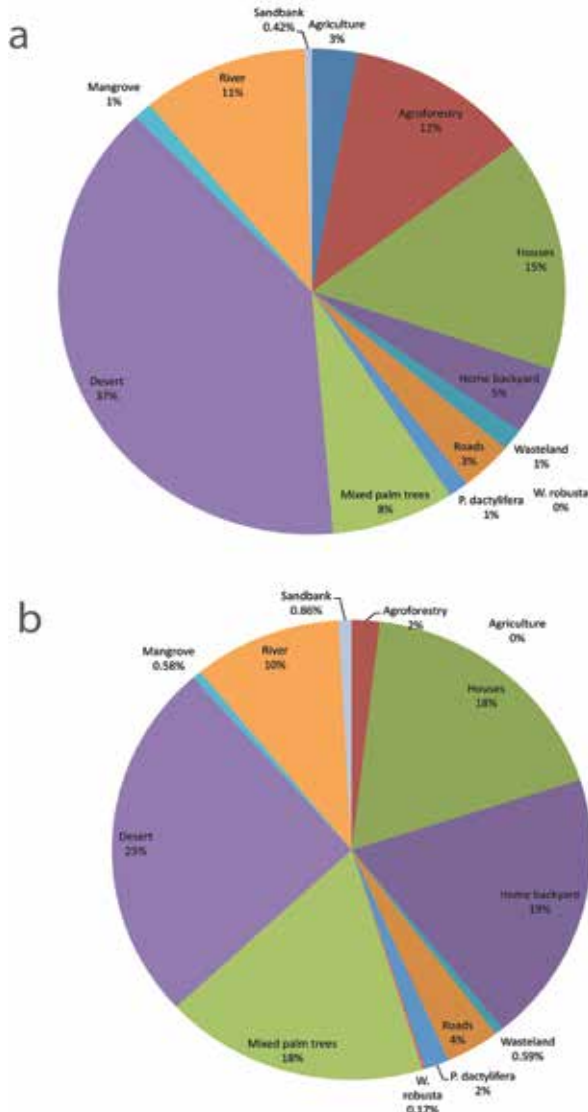 a
Sandbank
0.42%
Agriculture
3%
Mangrove
1%
River
11%
Agroforestry
12%
Houses
15%
Desert
37%
Home backyard
5%
Wasteland
1%
Roads
3%
W. robusta
0%
P. dactylifera
1%
Mixed palm trees
8%
b
Sandbank
0.86%
Agroforestry
2%
Agriculture
0%
Mangrove
0.58%
River
10%
Houses
18%
Desert
25%
Home backyard
19%
Wasteland
0.59%
Roads
4%
P. dactylifera
2%
W.
robusta
0.17%
Mixed palm trees
18%